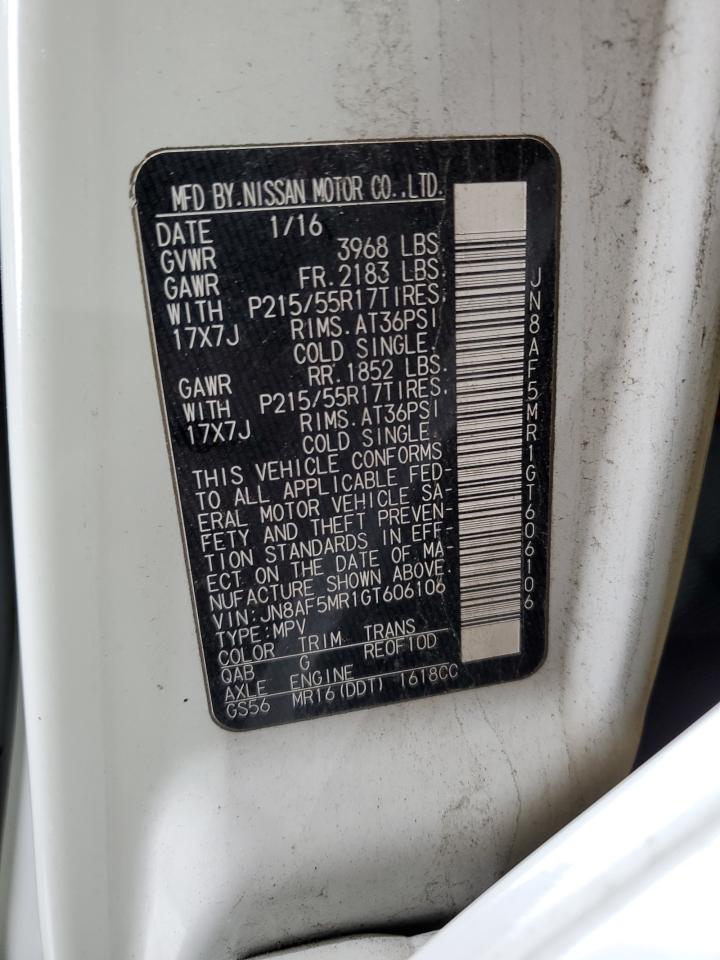 MFD BY.NISSAN MOTOR CO.,LTD.
DATE 1/16
GVWR 3968 LBS.
GAWR FR.2183 LBS.
WITH P215/55R17TIRES,
17X7J RIMS.AT36PSI
COLD SINGLE.
GAWR RR.1852 LBS.
WITH P215/55R17TIRES,
17X7J RIMS.AT36PSI
COLD SINGLE.
THIS VEHICLE CONFORMS
TO ALL APPLICABLE FED-
ERAL MOTOR VEHICLE SA-
FETY AND THEFT PREVEN-
TION STANDARDS IN EFF-
ECT ON THE DATE OF MA-
NUFACTURE SHOWN ABOVE.
VIN:JN8AF5MR1GT606106
TYPE:MPV
COLOR TRIM TRANS
QAB G REOF10D
AXLE ENGINE
GS56 MR16(DDT) 1618CC
JN8AF5MR1GT606106